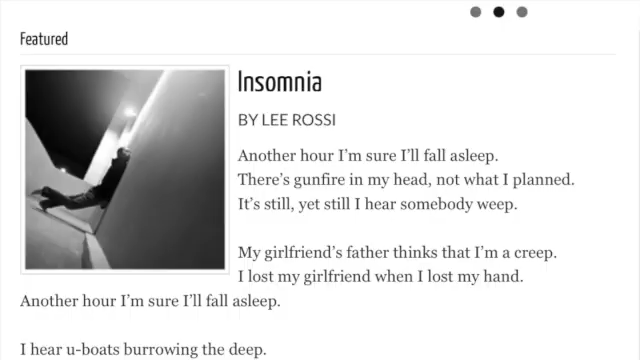 Featured
Insomnia
BY LEE ROSSI
Another hour I’m sure I’ll fall asleep.
There’s gunfire in my head, not what I planned.
It’s still, yet still I hear somebody weep.
My girlfriend’s father thinks that I’m a creep.
I lost my girlfriend when I lost my hand.
Another hour I’m sure I’ll fall asleep.
I hear u-boats burrowing the deep.